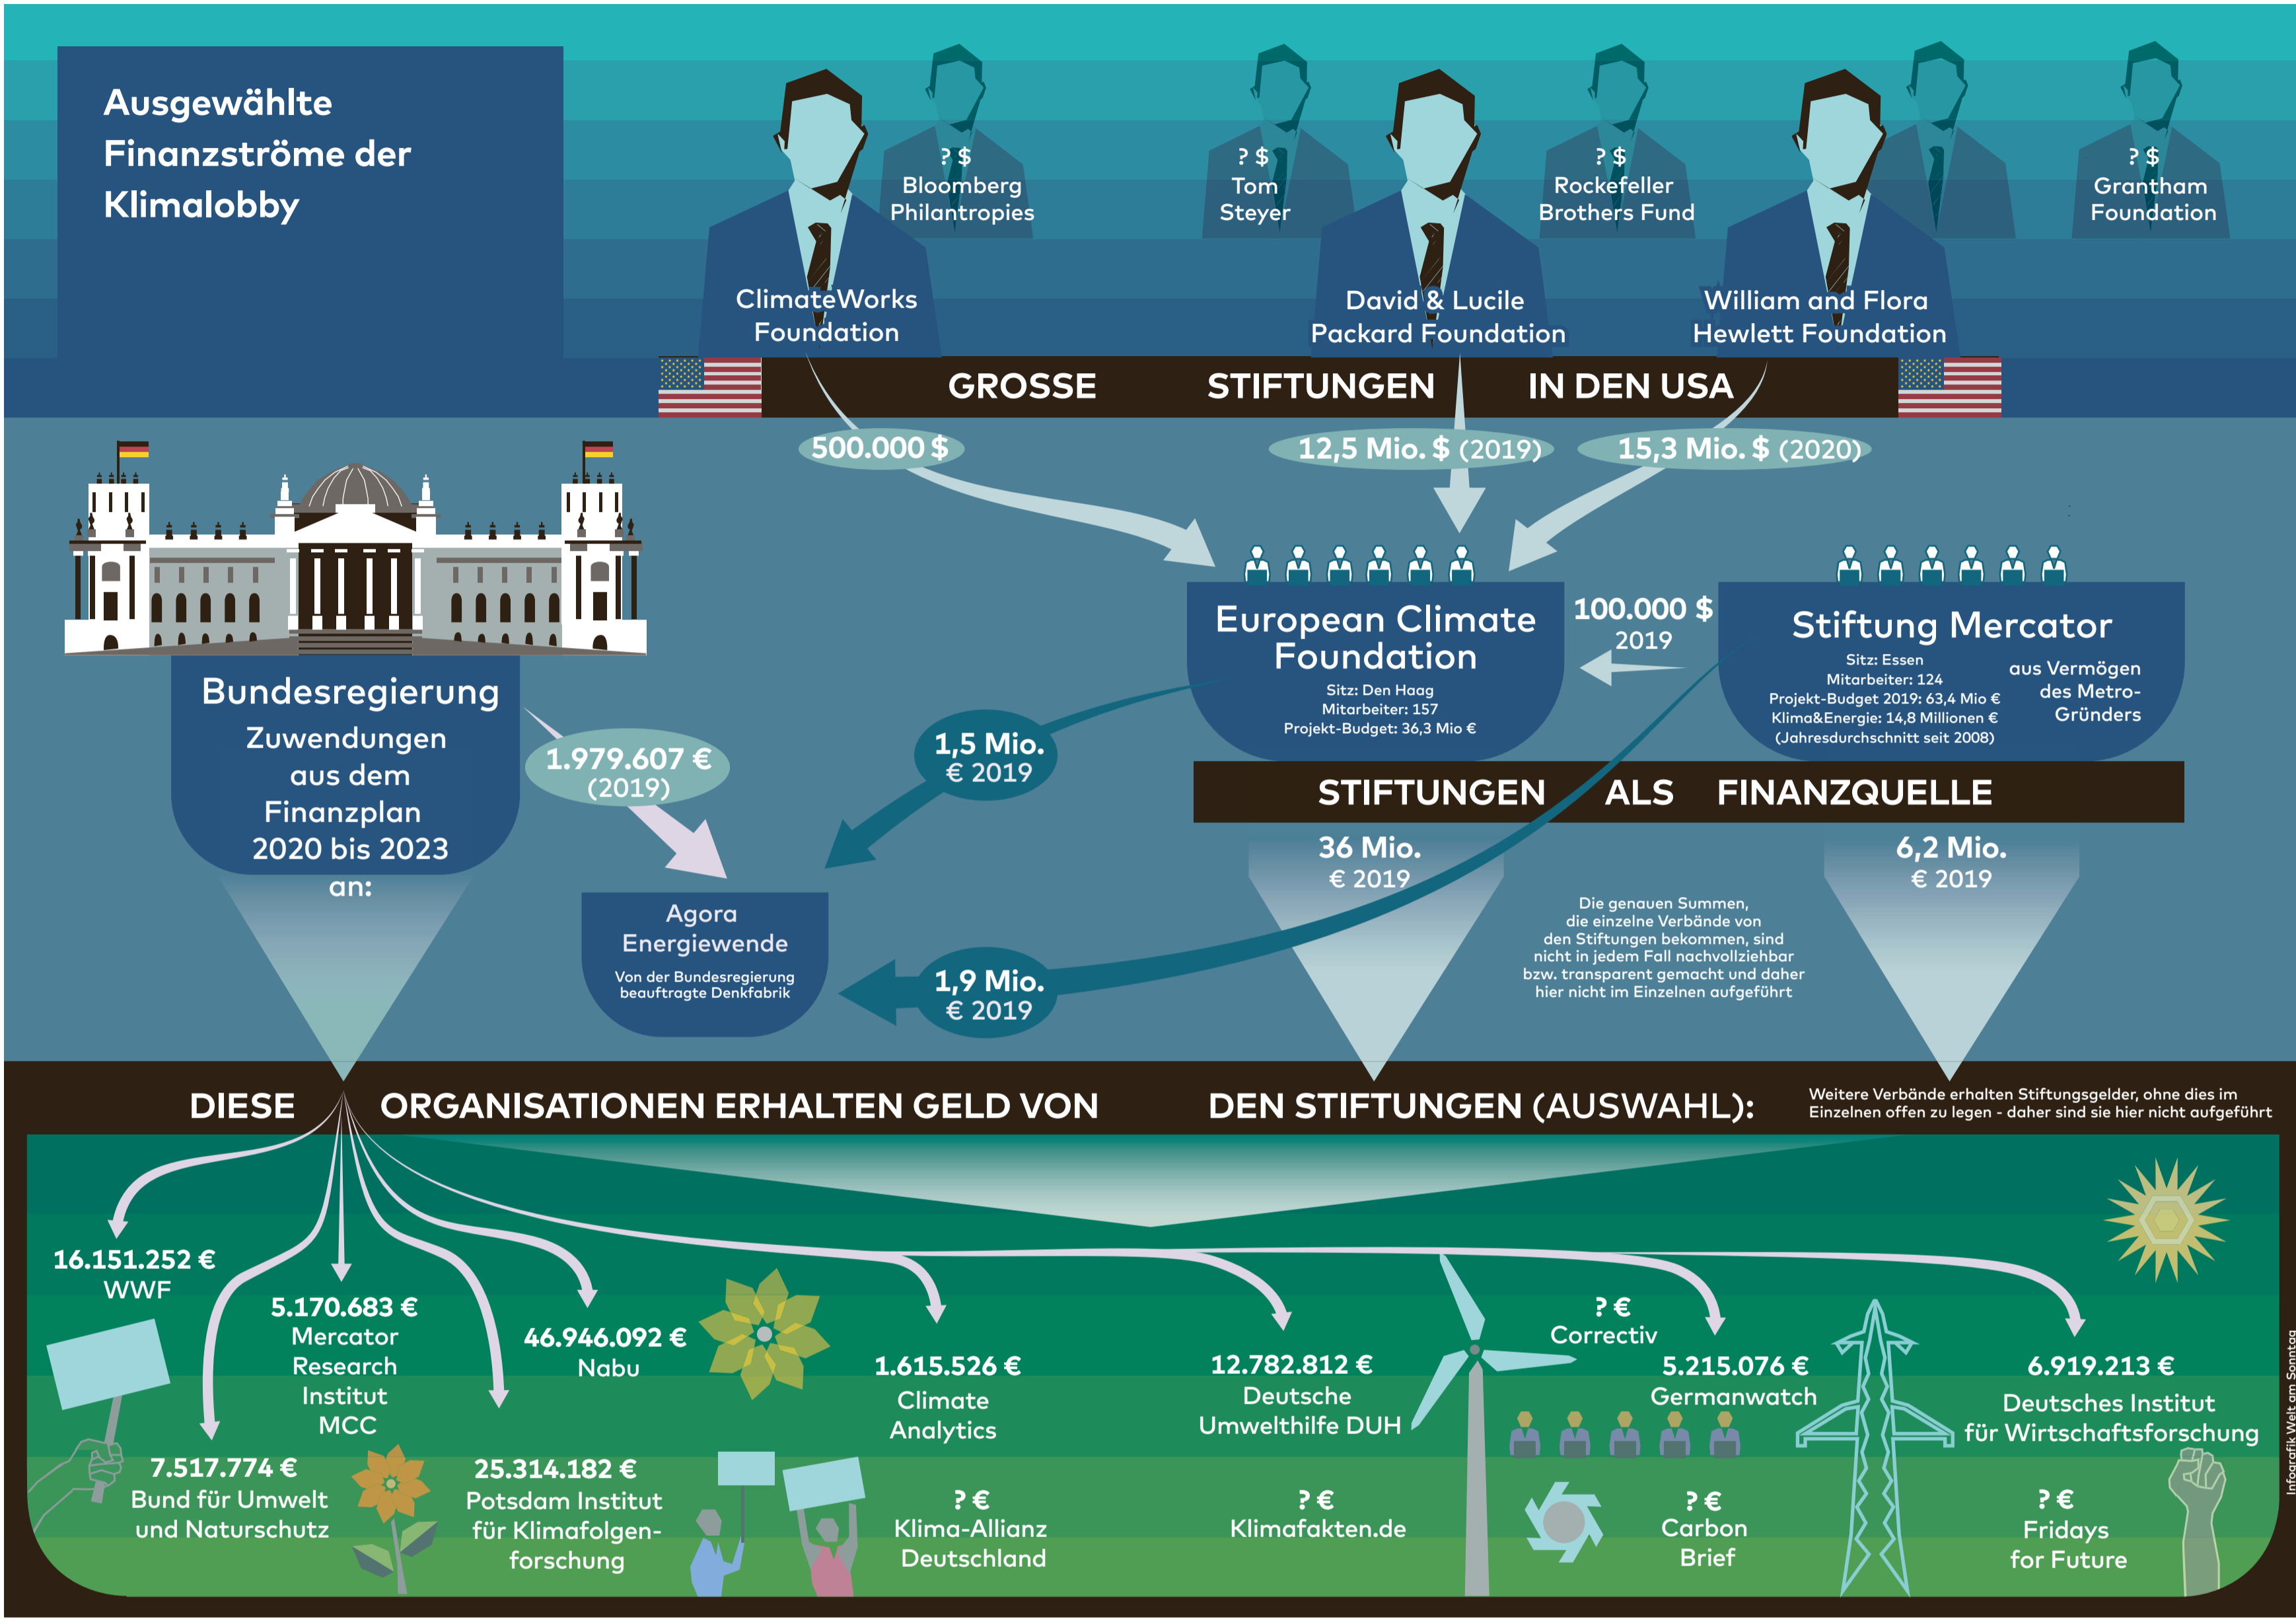 Ausgewählte
Finanzströme der
Klimalobby
? $
Bloomberg
Philantropies
? $
Tom
Steyer
? $
Rockefeller
Brothers Fund
? $
Grantham
Foundation
ClimateWorks
Foundation
David & Lucile
Packard Foundation
William and Flora
Hewlett Foundation
GROSSE STIFTUNGEN IN DEN USA
500.000 $
12,5 Mio. $ (2019)
15,3 Mio. $ (2020)
European Climate
Foundation
Sitz: Den Haag
Mitarbeiter: 157
Projekt-Budget: 36,3 Mio €
100.000 $
2019
Stiftung Mercator
Sitz: Essen
Mitarbeiter: 124
Projekt-Budget 2019: 63,4 Mio €
Klima&Energie: 14,8 Millionen €
(Jahresdurchschnitt seit 2008)
aus Vermögen
des Metro-
Gründers
Bundesregierung
Zuwendungen
aus dem
Finanzplan
2020 bis 2023
an:
1.979.607 €
(2019)
1,5 Mio.
€ 2019
STIFTUNGEN ALS FINANZQUELLE
36 Mio.
€ 2019
6,2 Mio.
€ 2019
Agora
Energiewende
Von der Bundesregierung
beauftragte Denkfabrik
1,9 Mio.
€ 2019
Die genauen Summen,
die einzelne Verbände von
den Stiftungen bekommen, sind
nicht in jedem Fall nachvollziehbar
bzw. transparent gemacht und daher
hier nicht im Einzelnen aufgeführt
DIESE ORGANISATIONEN ERHALTEN GELD VON DEN STIFTUNGEN (AUSWAHL):
Weitere Verbände erhalten Stiftungsgelder, ohne dies im
Einzelnen offen zu legen - daher sind sie hier nicht aufgeführt
16.151.252 €
WWF
5.170.683 €
Mercator
Research
Institut
MCC
46.946.092 €
Nabu
1.615.526 €
Climate
Analytics
12.782.812 €
Deutsche
Umwelthilfe DUH
? €
Correctiv
5.215.076 €
Germanwatch
6.919.213 €
Deutsches Institut
für Wirtschaftsforschung
7.517.774 €
Bund für Umwelt
und Naturschutz
25.314.182 €
Potsdam Institut
für Klimafolgen-
forschung
? €
Klima-Allianz
Deutschland
? €
Klimafakten.de
? €
Carbon
Brief
? €
Fridays
for Future
Infografik Welt am Sonntag